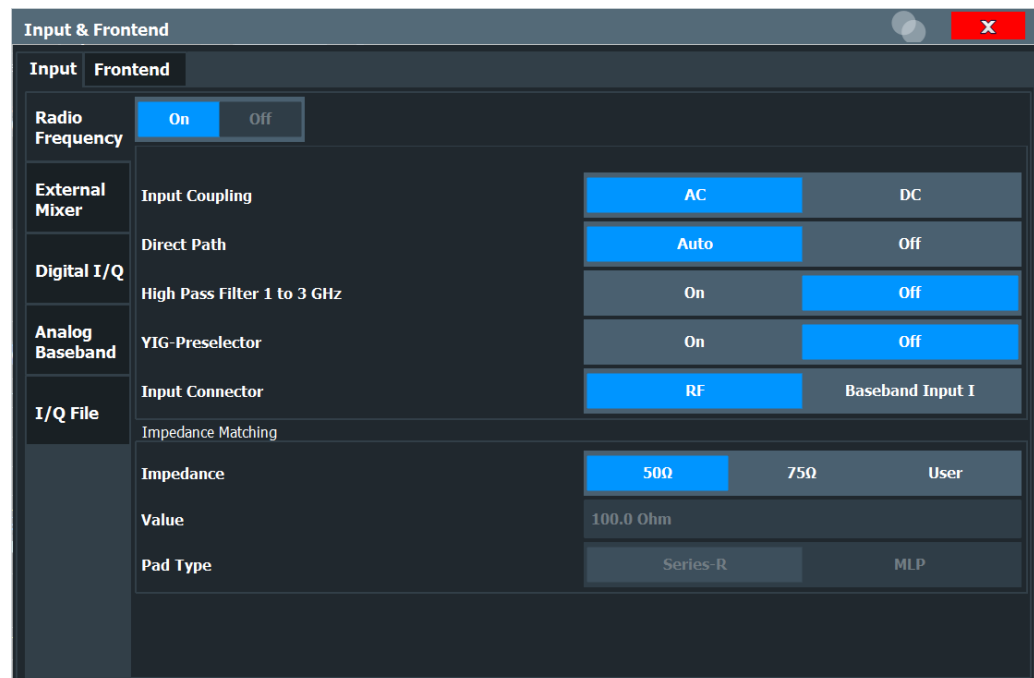 Input & Frontend
X
Input Frontend
Radio
Frequency
On Off
External
Mixer
Digital I/Q
Analog
Baseband
I/Q File
Input Coupling AC DC
Direct Path Auto Off
High Pass Filter 1 to 3 GHz On Off
YIG-Preselector On Off
Input Connector RF Baseband Input I
Impedance Matching
Impedance 50Ω 75Ω User
Value 100.0 Ohm
Pad Type Series-R MLP